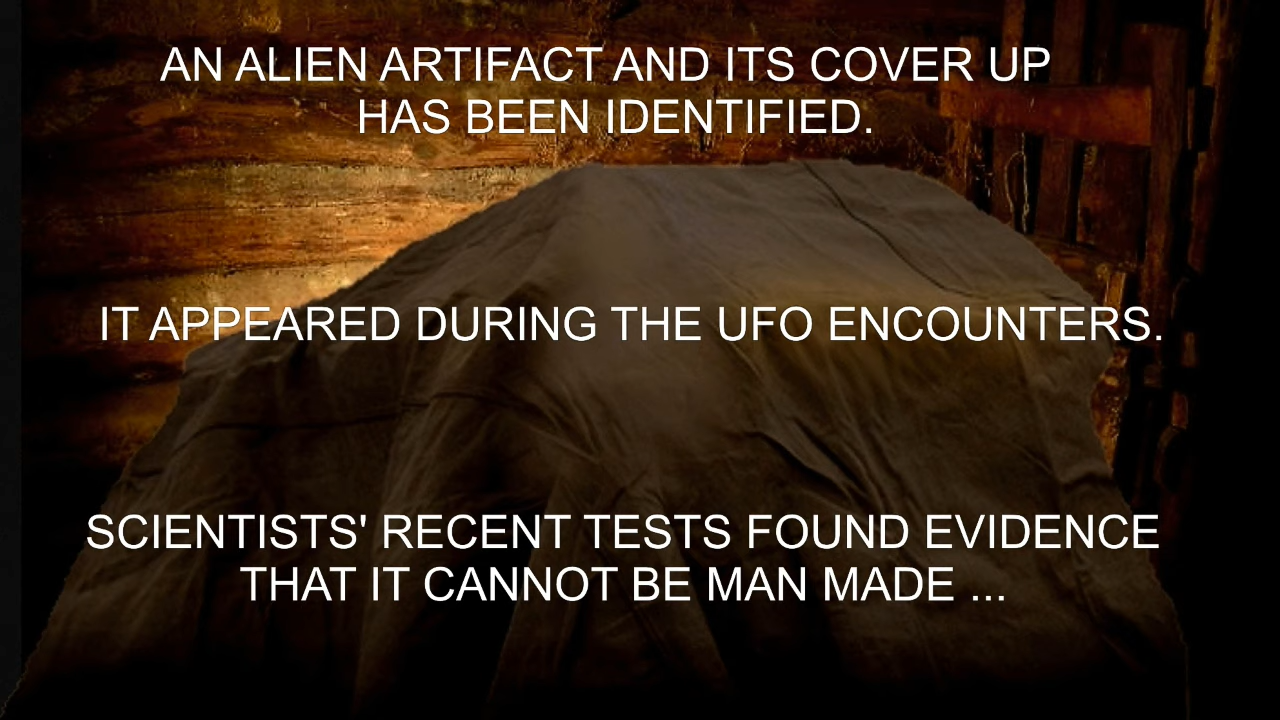 AN ALIEN ARTIFACT AND ITS COVER UP
HAS BEEN IDENTIFIED.
IT APPEARED DURING THE UFO ENCOUNTERS.
SCIENTISTS' RECENT TESTS FOUND EVIDENCE
THAT IT CANNOT BE MAN MADE ...